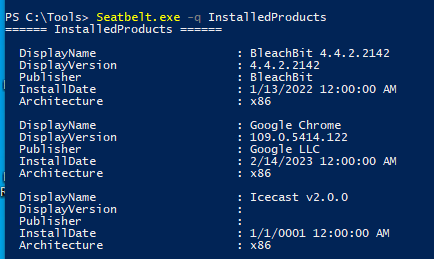 PS C:\Tools> Seatbelt.exe -q InstalledProducts
====== InstalledProducts ======
DisplayName : BleachBit 4.4.2.2142
DisplayVersion : 4.4.2.2142
Publisher : BleachBit
InstallDate : 1/13/2022 12:00:00 AM
Architecture : x86
DisplayName : Google Chrome
DisplayVersion : 109.0.5414.122
Publisher : Google LLC
InstallDate : 2/14/2023 12:00:00 AM
Architecture : x86
DisplayName : Icecast v2.0.0
DisplayVersion :
Publisher :
InstallDate : 1/1/0001 12:00:00 AM
Architecture : x86